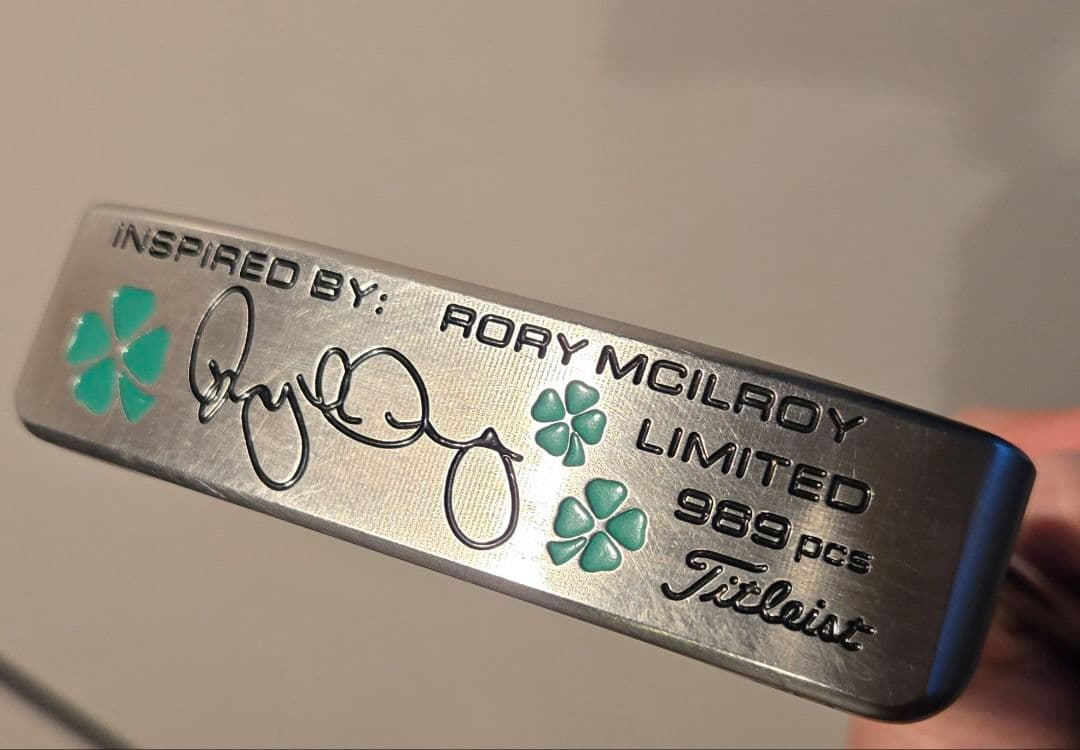 INSPIRED BY: RORY MCILROY
LIMITED
989 pcs
Titleist